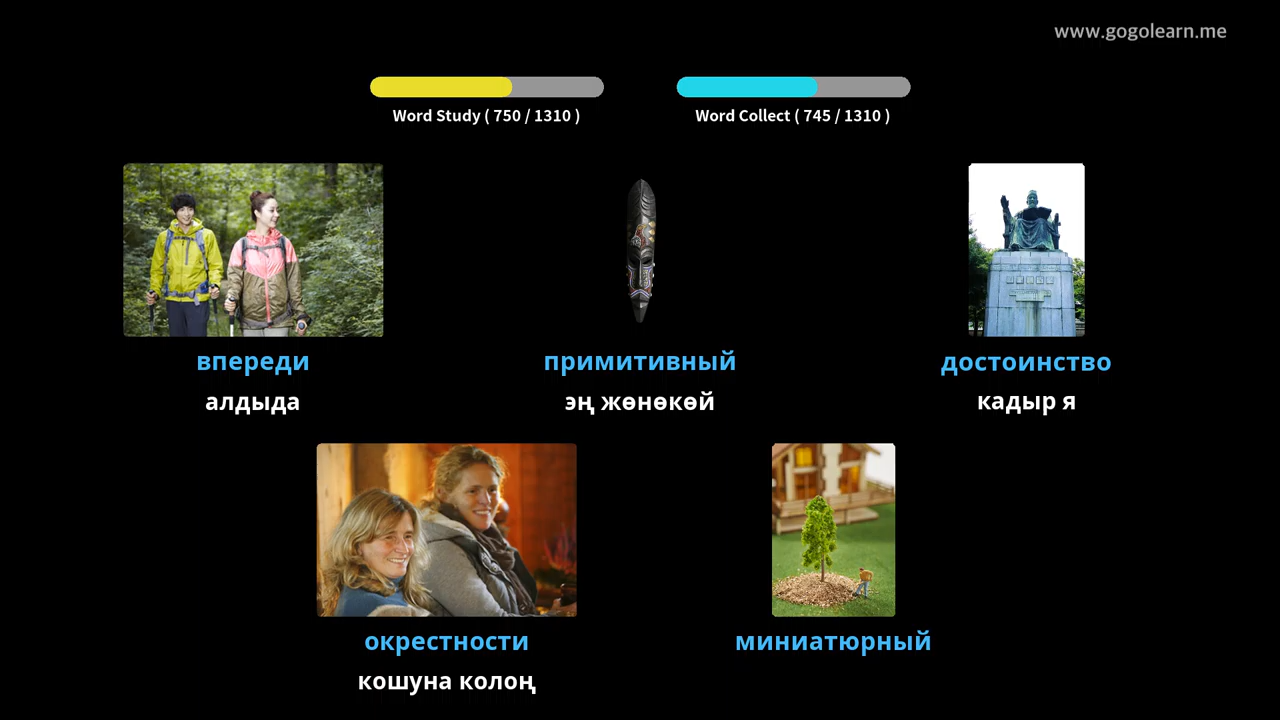 www.gogolearn.me
Word Study ( 750 / 1310 )
Word Collect ( 745 / 1310 )
впереди
алдыда
примитивный
эң жөнөкөй
достоинство
кадыр я
окрестности
кошуна колоң
миниатюрный